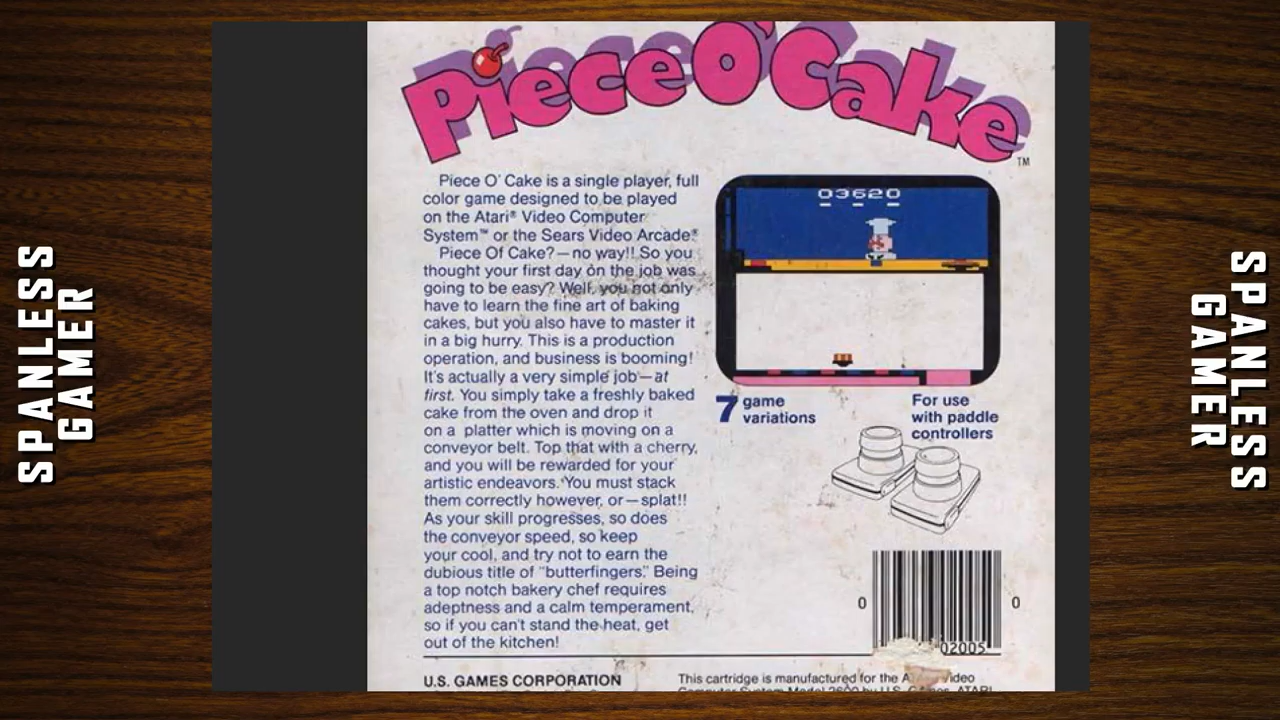 SPANLESS
GAMER
Piece O' Cake
TM
Piece O' Cake is a single player, full
color game designed to be played
on the Atari® Video Computer
System™ or the Sears Video Arcade®
Piece Of Cake?—no way!! So you
thought your first day on the job was
going to be easy? Well, you not only
have to learn the fine art of baking
cakes, but you also have to master it
in a big hurry. This is a production
operation, and business is booming!
It's actually a very simple job—at
first. You simply take a freshly baked
cake from the oven and drop it
on a platter which is moving on a
conveyor belt. Top that with a cherry,
and you will be rewarded for your
artistic endeavors. You must stack
them correctly however, or—splat!!
As your skill progresses, so does
the conveyor speed, so keep
your cool, and try not to earn the
dubious title of "butterfingers." Being
a top notch bakery chef requires
adeptness and a calm temperament,
so if you can't stand the heat, get
out of the kitchen!
03620
7 game
variations
For use
with paddle
controllers
0
0
02005
U.S. GAMES CORPORATION
This cartridge is manufactured for the Video
Computer System Model 2600 by U.S. Games. ATARI
SPANLESS
GAMER